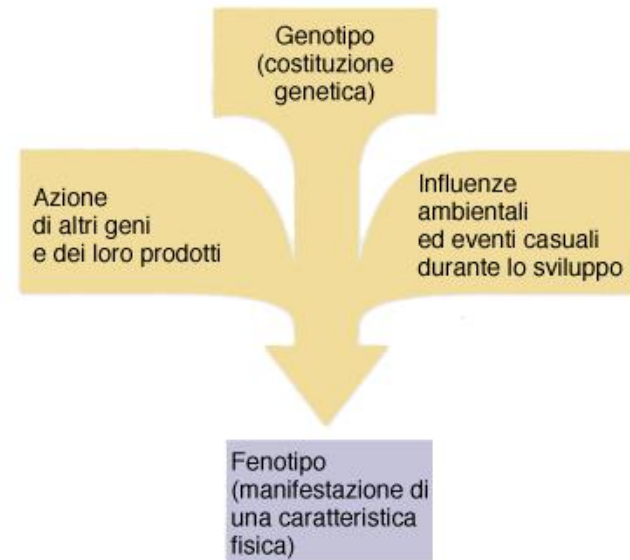 Genotipo
(costituzione
genetica)
Azione
di altri geni
e dei loro prodotti
Influenze
ambientali
ed eventi casuali
durante lo sviluppo
Fenotipo
(manifestazione di
una caratteristica
fisica)